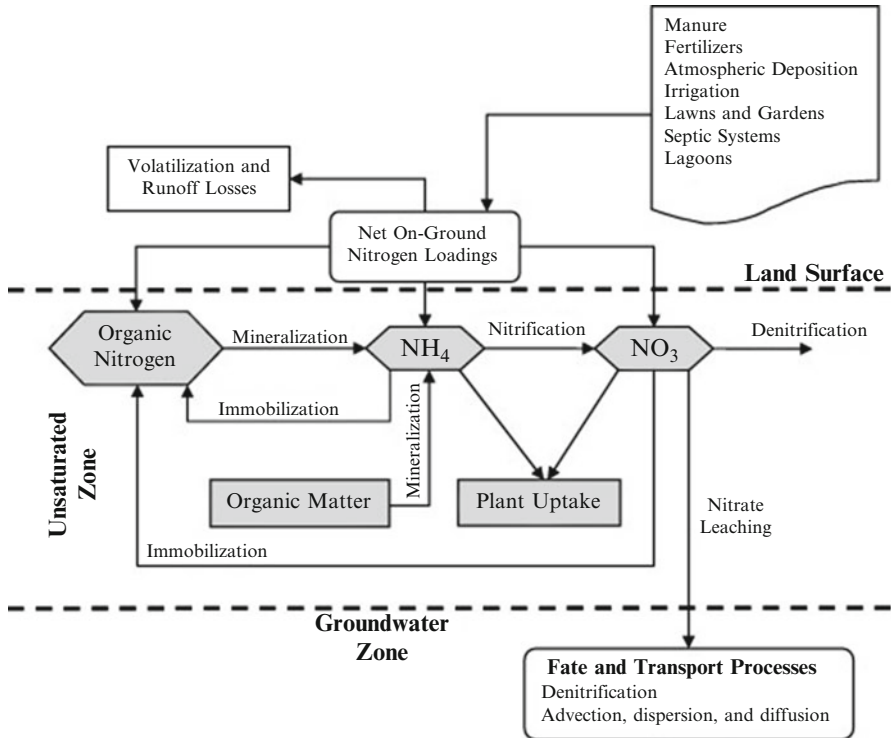 Manure
Fertilizers
Atmospheric Deposition
Irrigation
Lawns and Gardens
Septic Systems
Lagoons
Volatilization and
Runoff Losses
Net On-Ground
Nitrogen Loadings
Land Surface
Organic
Nitrogen
Mineralization
NH4
Nitrification
NO3
Denitrification
Immobilization
Mineralization
Unsaturated
Zone
Organic Matter
Plant Uptake
Nitrate
Leaching
Immobilization
Groundwater
Zone
Fate and Transport Processes
Denitrification
Advection, dispersion, and diffusion